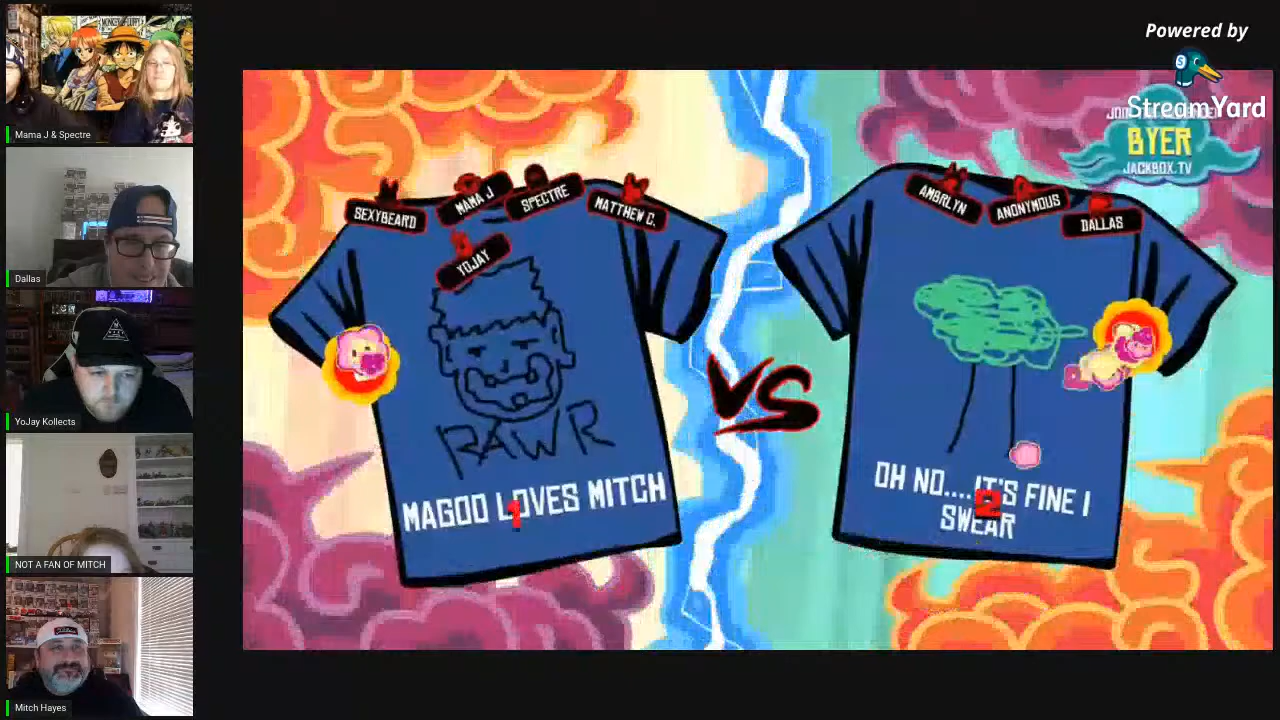 Powered by
StreamYard
BYER
JACKBOX.TV
Mama J & Spectre
Dallas
YoJay Kollects
NOT A FAN OF MITCH
Mitch Hayes
SEXYBEARD
MAMA J
SPECTRE
MATTHEW C.
YOJAY
RAWR
MAGOO LOVES MITCH
1
VS
AMBRLYN
ANONYMOUS
DALLAS
OH NO....IT'S FINE I
SWEAR
2